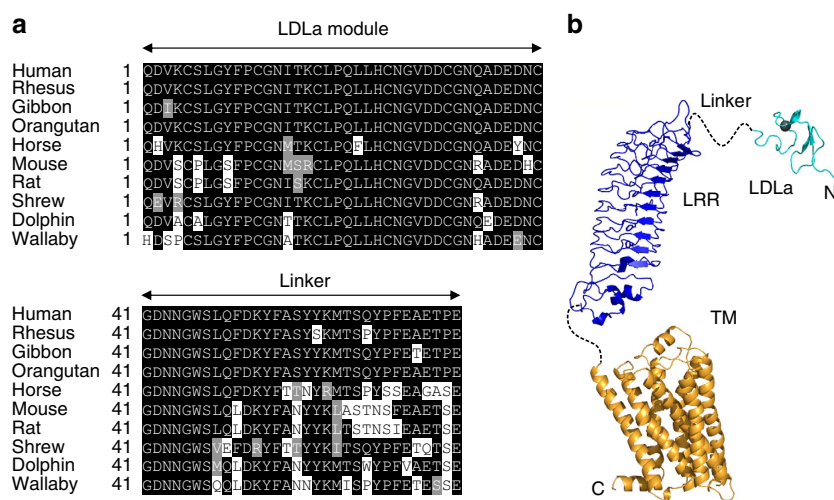 a
LDLa module
Human 1 QDVKCSLGYFPCGNITKCLPQLLHCNGVDDCGNQADEDNC
Rhesus 1 QDVKCSLGYFPCGNITKCLPQLLHCNGVDDCGNQADEDNC
Gibbon 1 QDIKCSLGYFPCGNITKCLPQLLHCNGVDDCGNQADEDNC
Orangutan 1 QDVKCSLGYFPCGNITKCLPQLLHCNGVDDCGNQADEDNC
Horse 1 QHVKCSLGYFPCGNMTKCLPQFLHCNGVDDCGNQADEYNC
Mouse 1 QDVSCPLGSFPCGNMSRCLPQLLHCNGVDDCGNRADEDHC
Rat 1 QDVSCPLGSFPCGNISKCLPQLLHCNGVDDCGNQADEDNC
Shrew 1 QEVRCSLGYFPCGNITKCLPQLLHCNGVDDCGNRADEDNC
Dolphin 1 QDVACALGYFPCGNTTKCLPQLLHCNGVDDCGNQEDEDNC
Wallaby 1 HDSPCSLGYFPCGNATKCLPQLLHCNGVDDCGNHADEENC
Linker
Human 41 GDNNGWSLQFDKYFASYYKMTSQYPFEAETPE
Rhesus 41 GDNNGWSLQFDKYFASYSKMTSPYPFEAETPE
Gibbon 41 GDNNGWSLQFDKYFASYYKMTSQYPFETETPE
Orangutan 41 GDNNGWSLQFDKYFASYYKMTSQYPFEAETPE
Horse 41 GDNNGWSLQFDKYFTTNYRMTSPYSSEAGASE
Mouse 41 GDNNGWSLQLDKYFANYYKLASTNSFEAETSE
Rat 41 GDNNGWSLQLDKYFANYYKLTSTNSIEAETSE
Shrew 41 GDNNGWSVEFDRYFTTYYKITSQYPFETQTSE
Dolphin 41 GDNNGWSMQLDKYFANYYKMTSWYPFVAETSE
Wallaby 41 GDNNGWSQQLDKYFANNYKMISPYPFETESSE
b
Linker
LDLa
N
LRR
TM
C